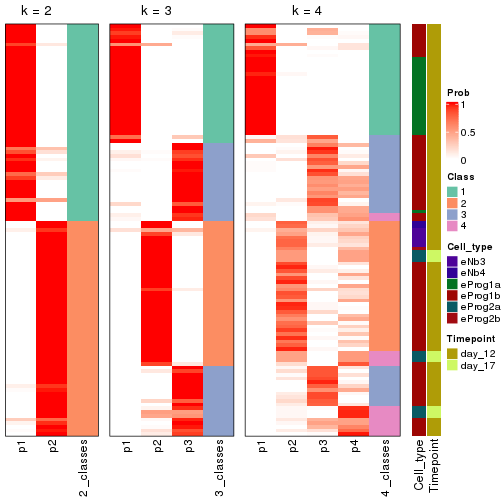 k = 2
k = 3
k = 4
Prob
1
0.5
0
Class
1
2
3
4
Cell_type
eNb3
eNb4
eProg1a
eProg1b
eProg2a
eProg2b
Timepoint
day_12
day_17
p1
p2
2_classes
p1
p2
p3
3_classes
p1
p2
p3
p4
4_classes
Cell_type
Timepoint